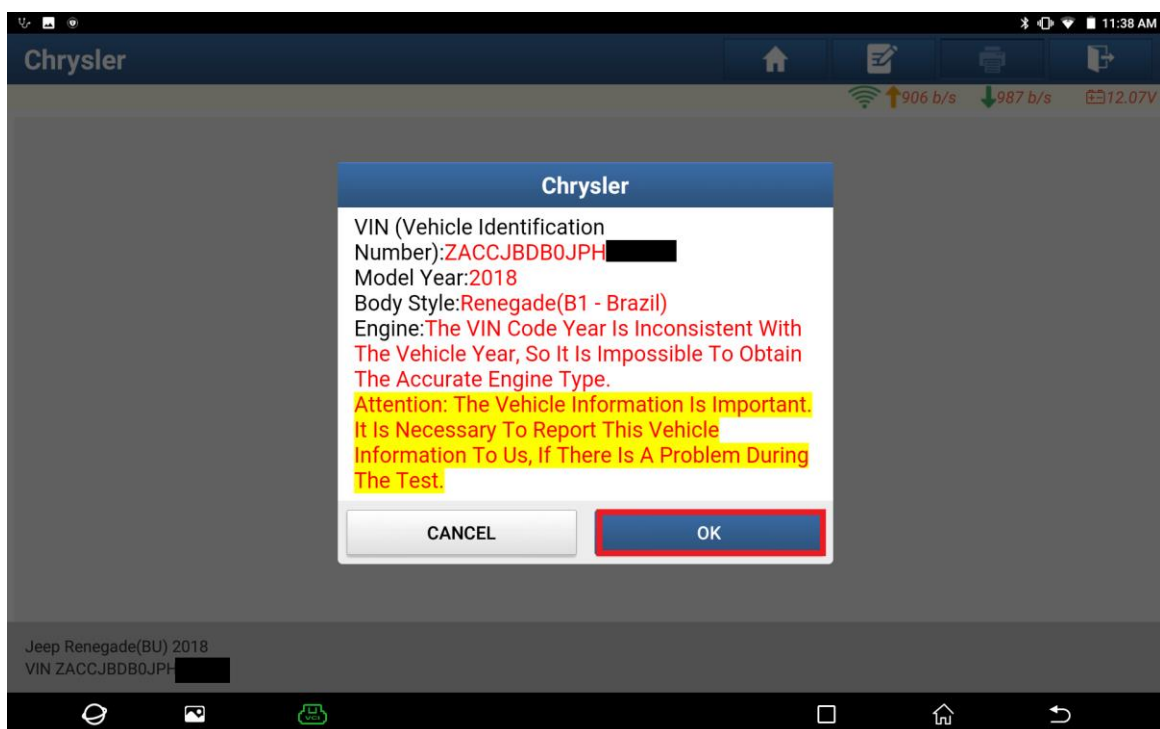 11:38 AM
Chrysler
906 b/s 987 b/s 12.07V
Chrysler
VIN (Vehicle Identification
Number):ZACCJBDB0JPH
Model Year:2018
Body Style:Renegade(B1 - Brazil)
Engine:The VIN Code Year Is Inconsistent With
The Vehicle Year, So It Is Impossible To Obtain
The Accurate Engine Type.
Attention: The Vehicle Information Is Important.
It Is Necessary To Report This Vehicle
Information To Us, If There Is A Problem During
The Test.
CANCEL OK
Jeep Renegade(BU) 2018
VIN ZACCJBDB0JPH
VCI